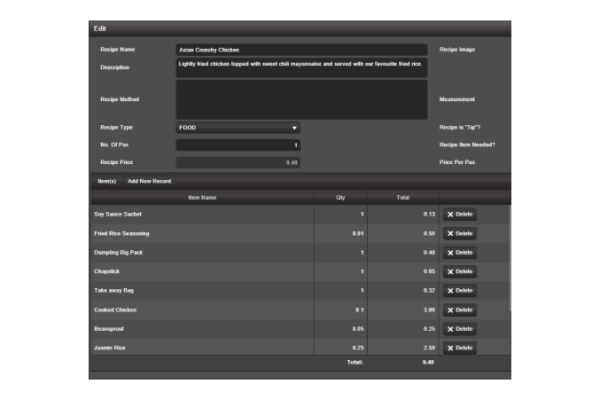 Edit
Recipe Name Asian Crunchy Chicken Recipe Image
Description Lightly fried chicken topped with sweet chili mayonnaise and served with our favourite fried rice.
Recipe Method Measurement
Recipe Type FOOD Recipe is "Tip"?
No. Of Pax 1 Recipe Item Needed?
Recipe Price 9.48 Price Per Pax
Item(s) Add New Record
Item Name Qty Total
Soy Sauce Sachet 1 0.13 X Delete
Fried Rice Seasoning 0.01 0.50 X Delete
Dumpling Big Pack 1 0.40 X Delete
Chopstick 1 0.05 X Delete
Take away Bag 1 0.32 X Delete
Cooked Chicken 0.1 3.00 X Delete
Beansprout 0.05 0.25 X Delete
Jasmie Rice 0.25 2.50 X Delete
Total: 9.48